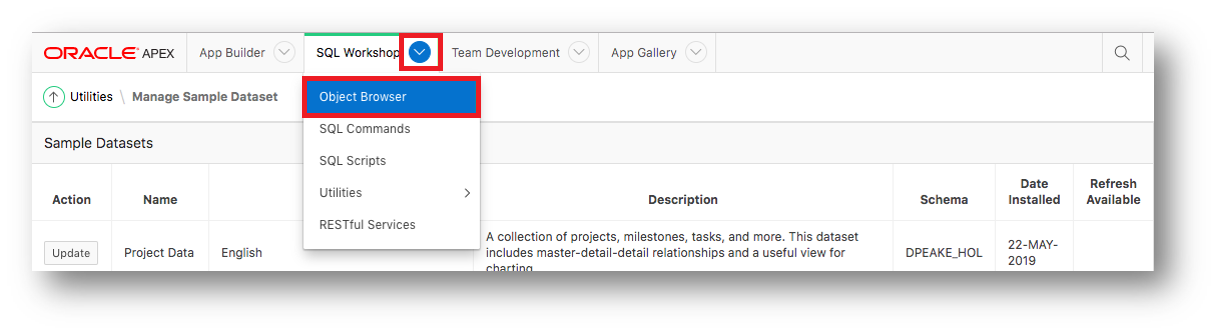 ORACLE APEX App Builder SQL Workshop Team Development App Gallery
Utilities \ Manage Sample Dataset
Object Browser
SQL Commands
SQL Scripts
Utilities
RESTful Services
Sample Datasets
Action Name Description Schema Date Installed Refresh Available
Update Project Data English
A collection of projects, milestones, tasks, and more. This dataset
includes master-detail-detail relationships and a useful view for
charting
DPEAKE_HOL
22-MAY-
2019